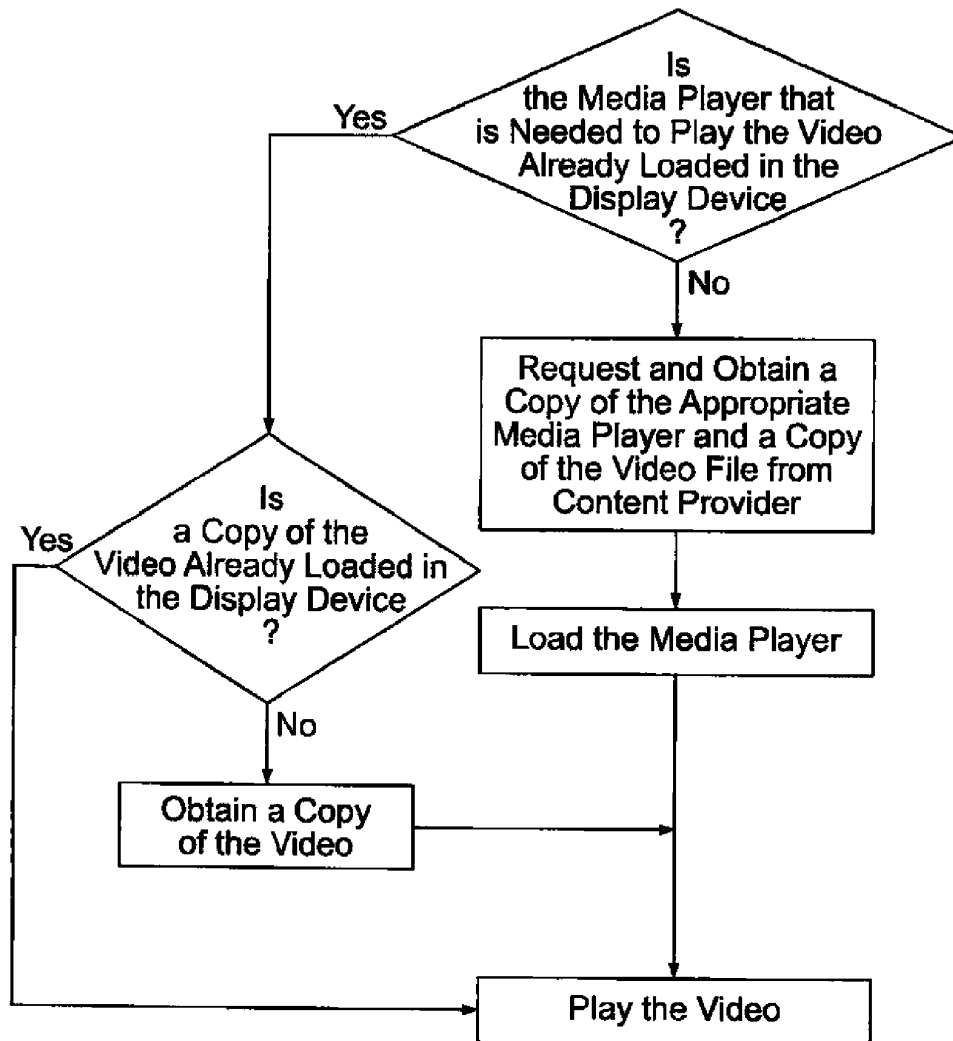 Is
the Media Player that
is Needed to Play the Video
Already Loaded in the
Display Device
?
Yes
No
Request and Obtain a
Copy of the Appropriate
Media Player and a Copy
of the Video File from
Content Provider
Is
a Copy of the
Video Already Loaded in
the Display Device
?
Yes
No
Load the Media Player
Obtain a Copy
of the Video
Play the Video